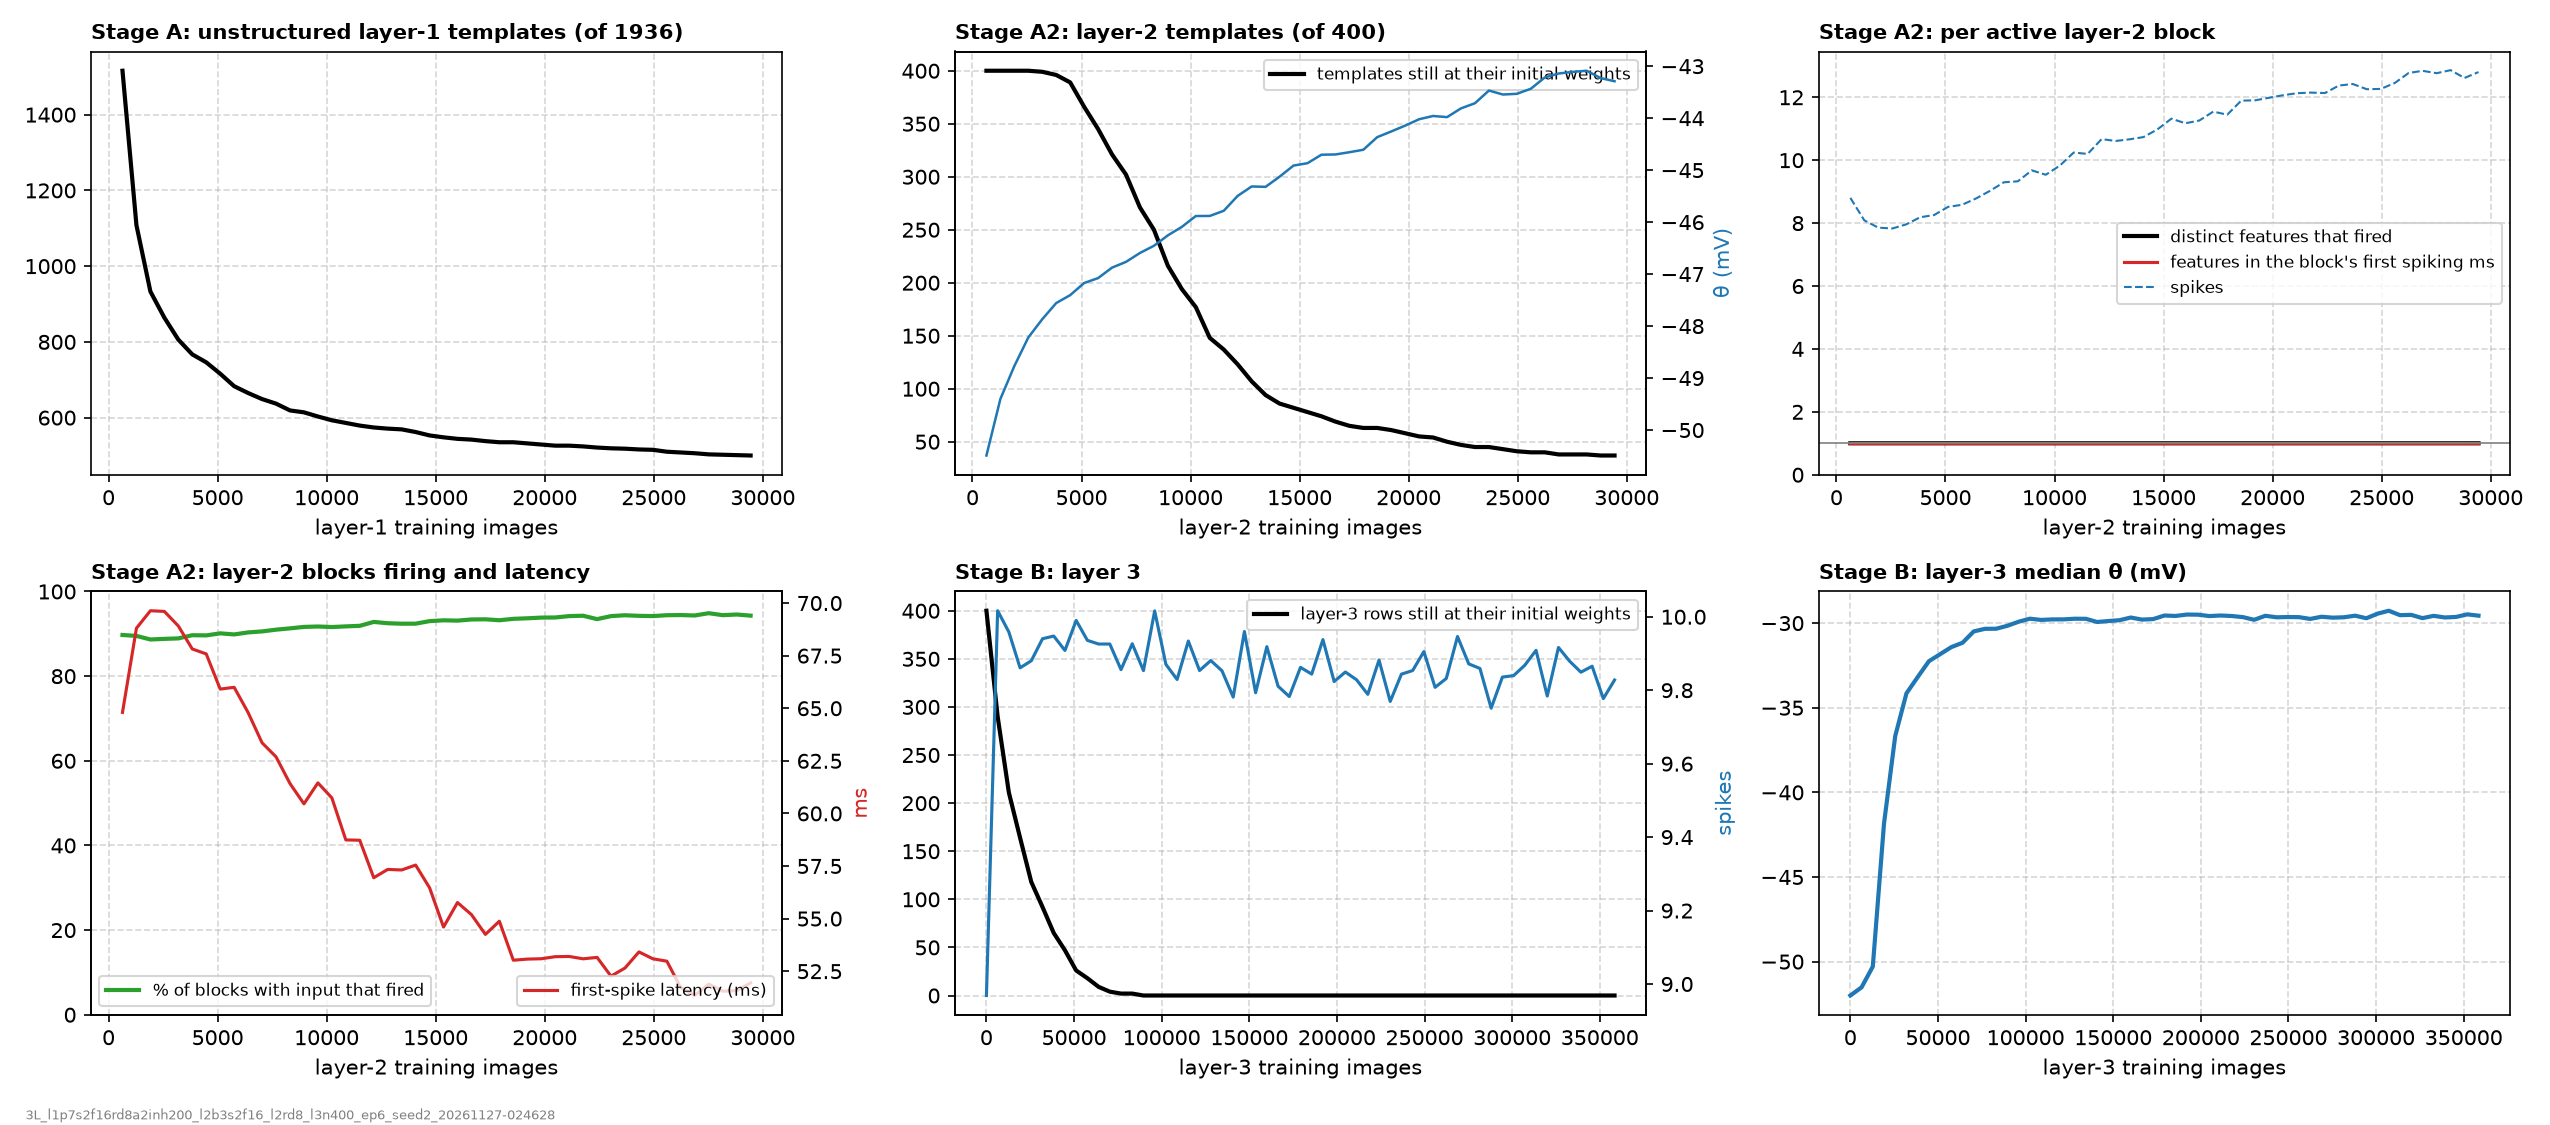 Stage A: unstructured layer-1 templates (of 1936)
1400
1200
1000
800
600
0 5000 10000 15000 20000 25000 30000
layer-1 training images
Stage A2: layer-2 templates (of 400)
templates still at their initial weights
400
350
300
250
200
150
100
50
−43
−44
−45
−46
−47
−48
−49
−50
θ (mV)
0 5000 10000 15000 20000 25000 30000
layer-2 training images
Stage A2: per active layer-2 block
12
10
8
6
4
2
0
distinct features that fired
features in the block's first spiking ms
spikes
0 5000 10000 15000 20000 25000 30000
layer-2 training images
Stage A2: layer-2 blocks firing and latency
100
80
60
40
20
0
70.0
67.5
65.0
62.5
60.0
57.5
55.0
52.5
ms
% of blocks with input that fired
first-spike latency (ms)
0 5000 10000 15000 20000 25000 30000
layer-2 training images
Stage B: layer 3
layer-3 rows still at their initial weights
400
350
300
250
200
150
100
50
0
10.0
9.8
9.6
9.4
9.2
9.0
spikes
0 50000 100000 150000 200000 250000 300000 350000
layer-3 training images
Stage B: layer-3 median θ (mV)
−30
−35
−40
−45
−50
0 50000 100000 150000 200000 250000 300000 350000
layer-3 training images
3L_l1p7s2f16rd8a2inh200_l2b3s2f16_l2rd8_l3n400_ep6_seed2_20261127-024628